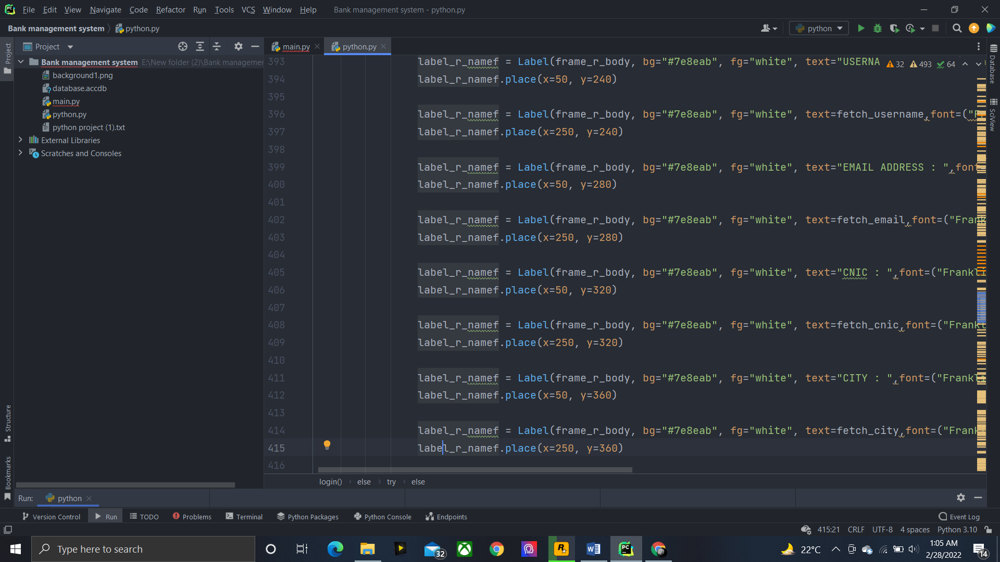 File Edit View Navigate Code Refactor Run Tools VCS Window Help Bank management system - python.py
Bank management system python.py python
Project main.py python.py
Bank management system E:\New folder (2)\Bank managemen
background1.png
database.accdb
main.py
python.py
python project (1).txt
External Libraries
Scratches and Consoles
Project
Structure
Bookmarks
32 493 64
393 label_r_namef = Label(frame_r_body, bg="#7e8eab", fg="white", text="USERNA
394 label_r_namef.place(x=50, y=240)
395
396 label_r_namef = Label(frame_r_body, bg="#7e8eab", fg="white", text=fetch_username,font=("F
397 label_r_namef.place(x=250, y=240)
398
399 label_r_namef = Label(frame_r_body, bg="#7e8eab", fg="white", text="EMAIL ADDRESS : ",font
400 label_r_namef.place(x=50, y=280)
401
402 label_r_namef = Label(frame_r_body, bg="#7e8eab", fg="white", text=fetch_email,font=("Frank
403 label_r_namef.place(x=250, y=280)
404
405 label_r_namef = Label(frame_r_body, bg="#7e8eab", fg="white", text="CNIC : ",font=("Frankli
406 label_r_namef.place(x=50, y=320)
407
408 label_r_namef = Label(frame_r_body, bg="#7e8eab", fg="white", text=fetch_cnic,font=("Frankl
409 label_r_namef.place(x=250, y=320)
410
411 label_r_namef = Label(frame_r_body, bg="#7e8eab", fg="white", text="CITY : ",font=("Frankli
412 label_r_namef.place(x=50, y=360)
413
414 label_r_namef = Label(frame_r_body, bg="#7e8eab", fg="white", text=fetch_city,font=("Frankl
415 label_r_namef.place(x=250, y=360)
416
Database
SciView
login() else try else
Run: python
Version Control Run TODO Problems Terminal Python Packages Python Console Endpoints Event Log
415:21 CRLF UTF-8 4 spaces Python 3.10
Type here to search 32 22°C 1:05 AM
2/28/2022 14